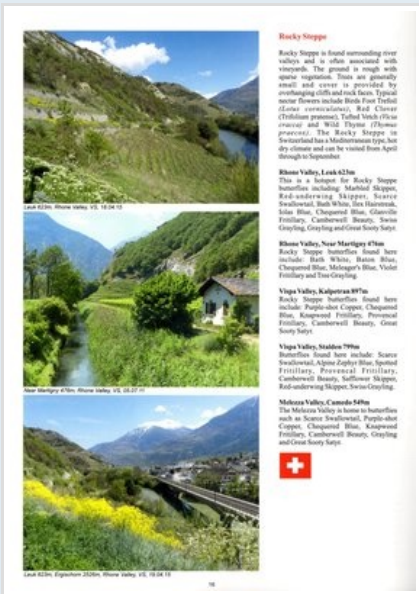 Rocky Steppe
Rocky Steppe is found surrounding river
valleys and is often associated with
vineyards. The ground is rough with
sparse vegetation. Trees are generally
small and cover is provided by
overhanging cliffs and rock faces. Typical
nectar flowers include Birds Foot Trefoil
(Lotus corniculatus), Red Clover
(Trifolium pratense), Tufted Vetch (Vicia
cracca) and Wild Thyme (Thymus
praecox). The Rocky Steppe in
Switzerland has a Mediterranean type, hot
dry climate and can be visited from April
through to September.
Rhone Valley, Leuk 623m
This is a hotspot for Rocky Steppe
butterflies including: Marbled Skipper,
Red-underwing Skipper, Scarce
Swallowtail, Bath White, Ilex Hairstreak,
Iolas Blue, Chequered Blue, Glanville
Fritillary, Camberwell Beauty, Swiss
Grayling, Grayling and Great Sooty Satyr.
Leuk 623m, Rhone Valley, VS, 19.04.15
Rhone Valley, Near Martigny 476m
Rocky Steppe butterflies found here
include: Bath White, Baton Blue,
Chequered Blue, Meleager's Blue, Violet
Fritillary and Tree Grayling.
Vispa Valley, Kalpetran 897m
Rocky Steppe butterflies found here
include: Purple-shot Copper, Chequered
Blue, Knapweed Fritillary, Provencal
Fritillary, Camberwell Beauty, Great
Sooty Satyr.
Vispa Valley, Stalden 799m
Butterflies found here include: Scarce
Swallowtail, Alpine Zephyr Blue, Spotted
Fritillary, Provencal Fritillary,
Camberwell Beauty, Safflower Skipper,
Red-underwing Skipper, Swiss Grayling.
Near Martigny 476m, Rhone Valley, VS, 05.07.11
Melezza Valley, Camedo 549m
The Melezza Valley is home to butterflies
such as Scarce Swallowtail, Purple-shot
Copper, Chequered Blue, Knapweed
Fritillary, Camberwell Beauty, Grayling
and Great Sooty Satyr.
Leuk 623m, Ergischorn 2526m, Rhone Valley, VS, 19.04.15